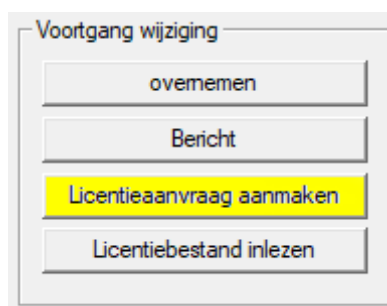 Voortgang wijziging
overnemen
Bericht
Licentieaanvraag aanmaken
Licentiebestand inlezen